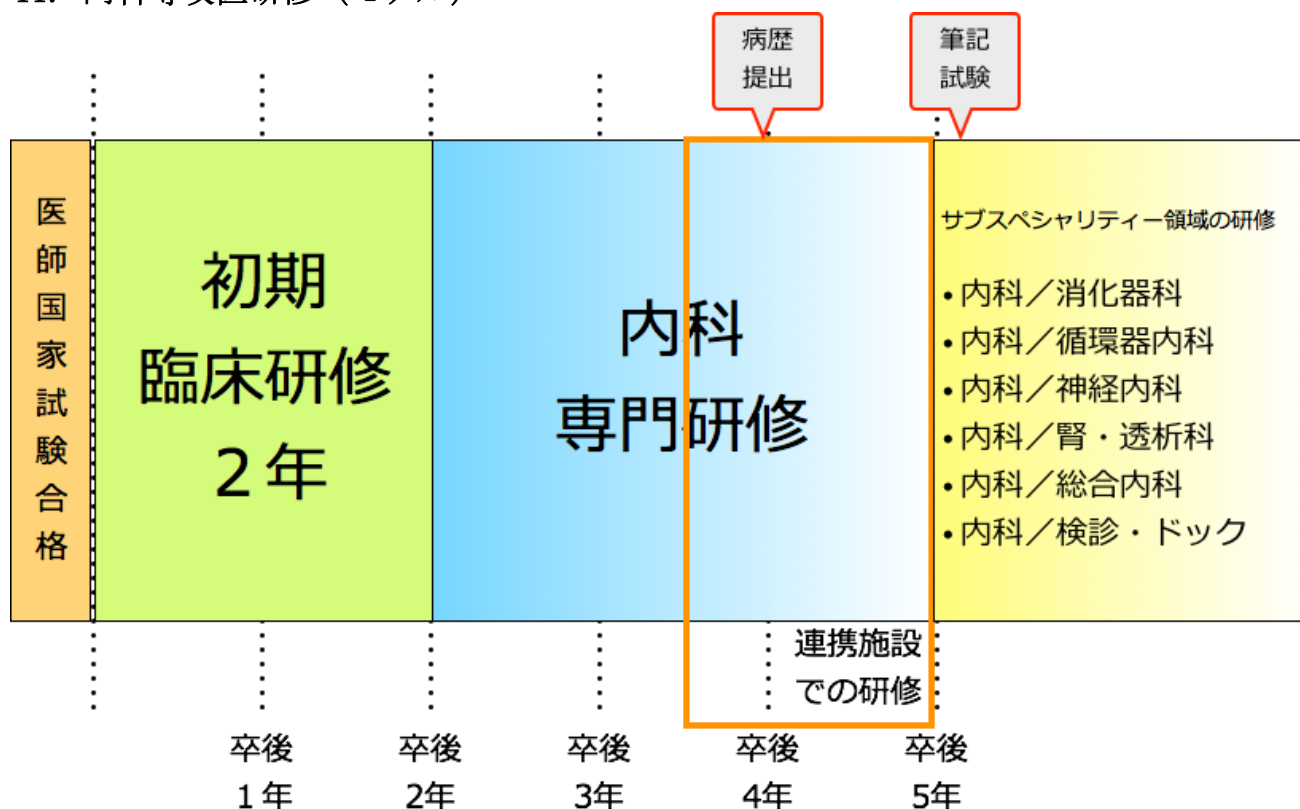 病歴
提出
筆記
試験
医師国家試験合格
初期
臨床研修
２年
内科
専門研修
サブスペシャリティー領域の研修
• 内科／消化器科
• 内科／循環器内科
• 内科／神経内科
• 内科／腎・透析科
• 内科／総合内科
• 内科／検診・ドック
連携施設
での研修
卒後
１年
卒後
2年
卒後
3年
卒後
4年
卒後
5年